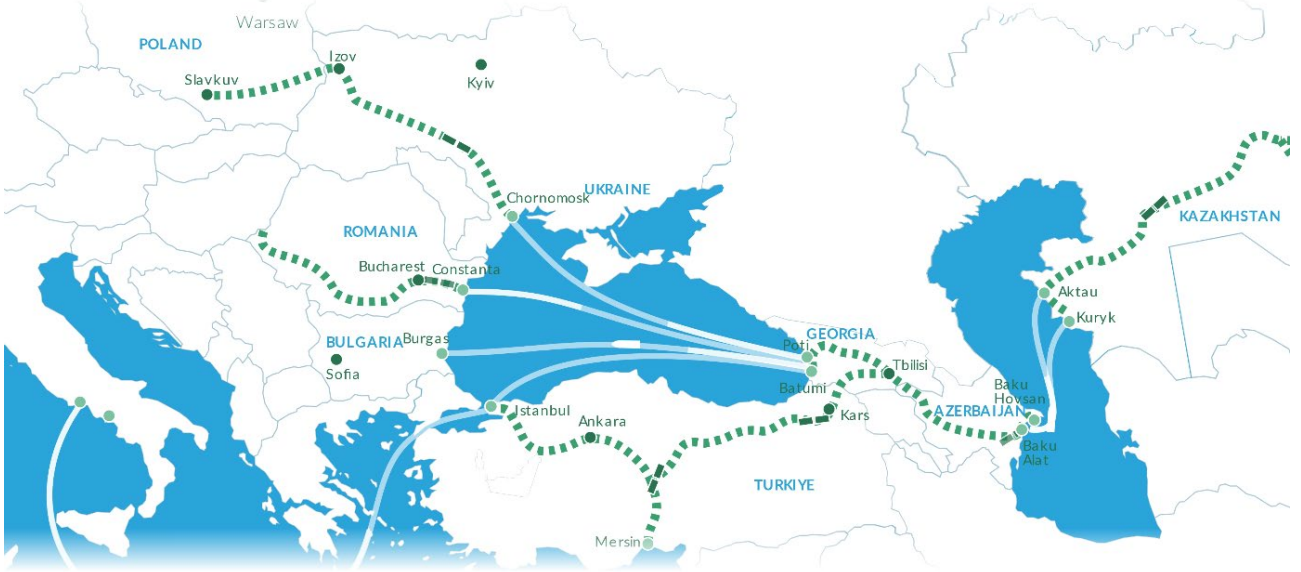 Warsaw
POLAND
Izov
Slavkuv
Kyiv
UKRAINE
Chornomosk
KAZAKHSTAN
ROMANIA
Bucharest
Constanta
Aktau
Kuryk
BULGARIA
Burgas
GEORGIA
Poti
Sofia
Tbilisi
Batumi
Baku
Hovsan
AZERBAIJAN
Istanbul
Ankara
Kars
Baku
Alat
TURKIYE
Mersin